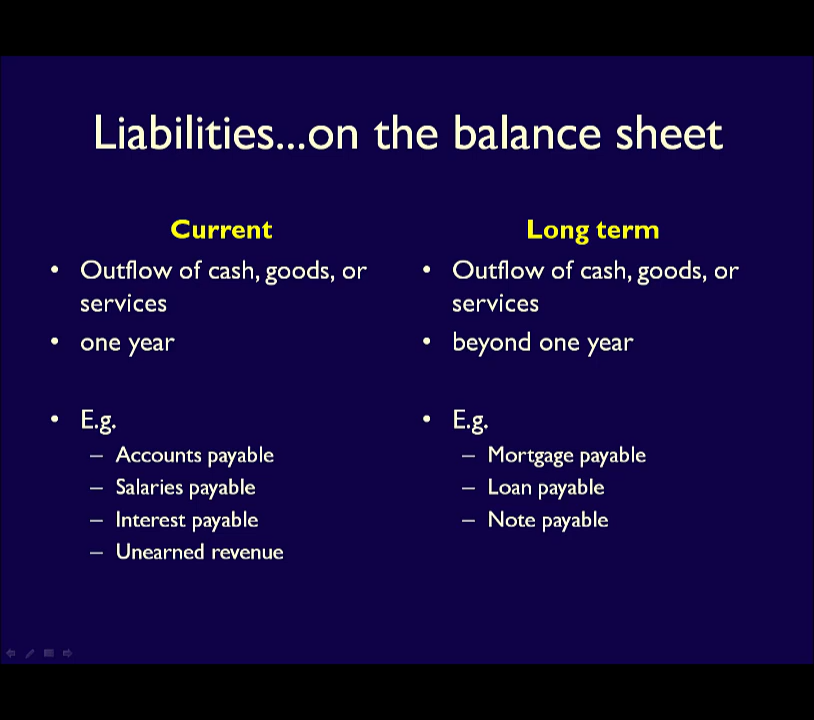 Liabilities...on the balance sheet
Current
• Outflow of cash, goods, or
services
• one year
• E.g.
– Accounts payable
– Salaries payable
– Interest payable
– Unearned revenue
Long term
• Outflow of cash, goods, or
services
• beyond one year
• E.g.
– Mortgage payable
– Loan payable
– Note payable